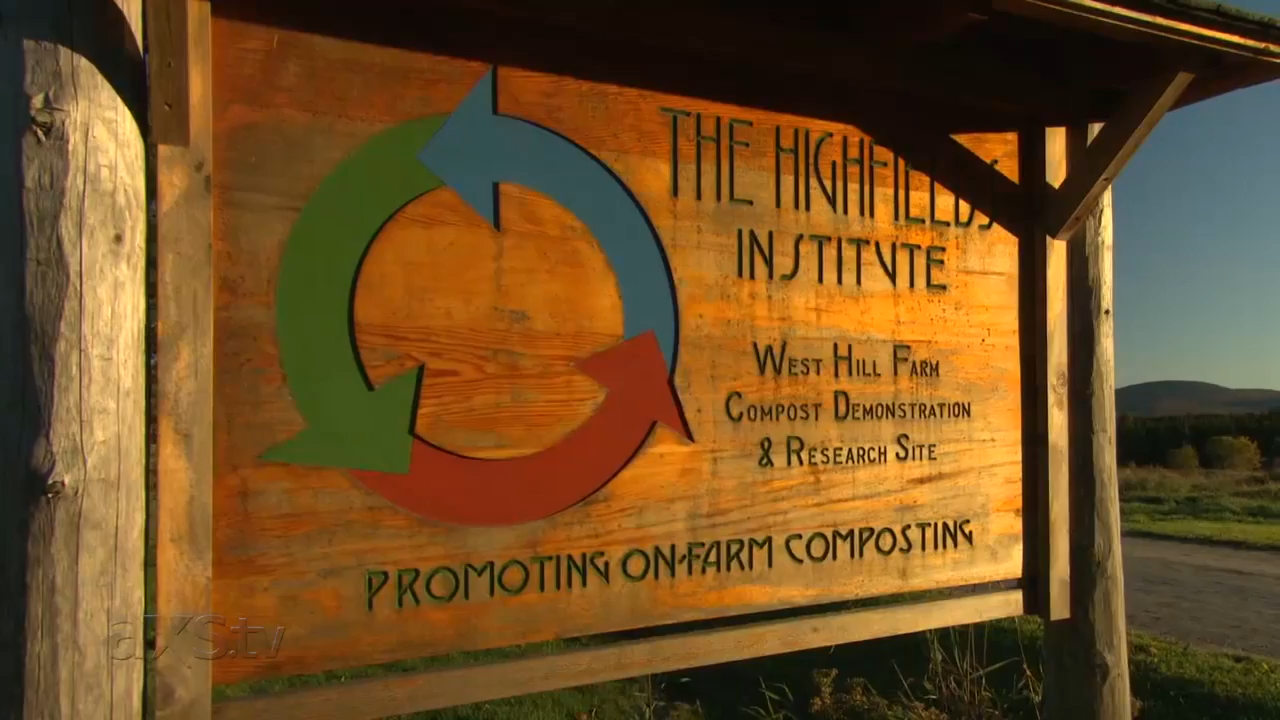 THE HIGHFIELDS
INSTITUTE
WEST HILL FARM
COMPOST DEMONSTRATION
& RESEARCH SITE
PROMOTING ON-FARM COMPOSTING
aXS.tv